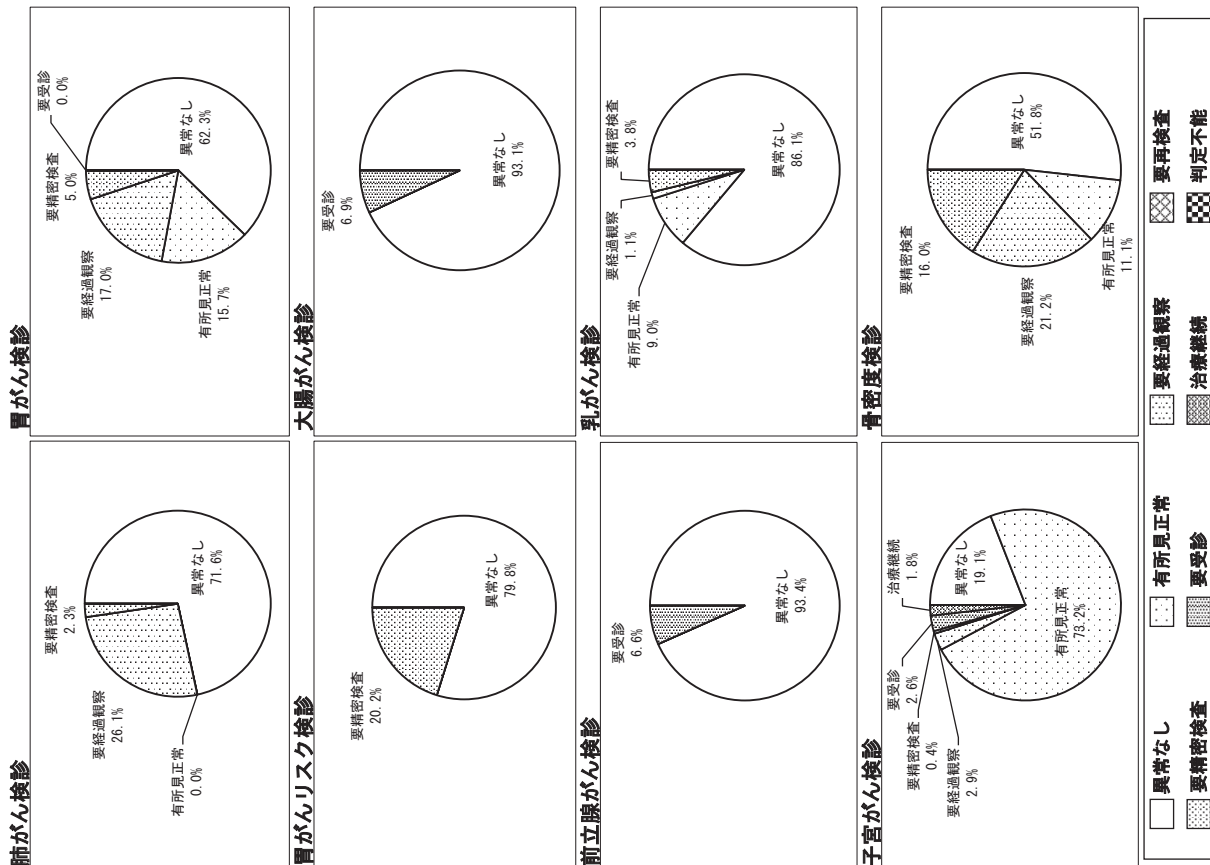 肺がん検診
要精密検査
2.3%
要経過観察
26.1%
有所見正常
0.0%
異常なし
71.6%
胃がん検診
要受診
0.0%
要精密検査
5.0%
要経過観察
17.0%
有所見正常
15.7%
異常なし
62.3%
胃がんリスク検診
要精密検査
20.2%
異常なし
79.8%
大腸がん検診
要受診
6.9%
異常なし
93.1%
前立腺がん検診
要受診
6.6%
異常なし
93.4%
乳がん検診
要精密検査
3.8%
要経過観察
1.1%
有所見正常
9.0%
異常なし
86.1%
子宮がん検診
治療継続
1.8%
要受診
2.6%
要精密検査
0.4%
要経過観察
2.9%
異常なし
19.1%
有所見正常
73.2%
骨密度検診
要精密検査
16.0%
要経過観察
21.2%
有所見正常
11.1%
異常なし
51.8%
異常なし 有所見正常 要経過観察 要再検査
要精密検査 要受診 治療継続 判定不能